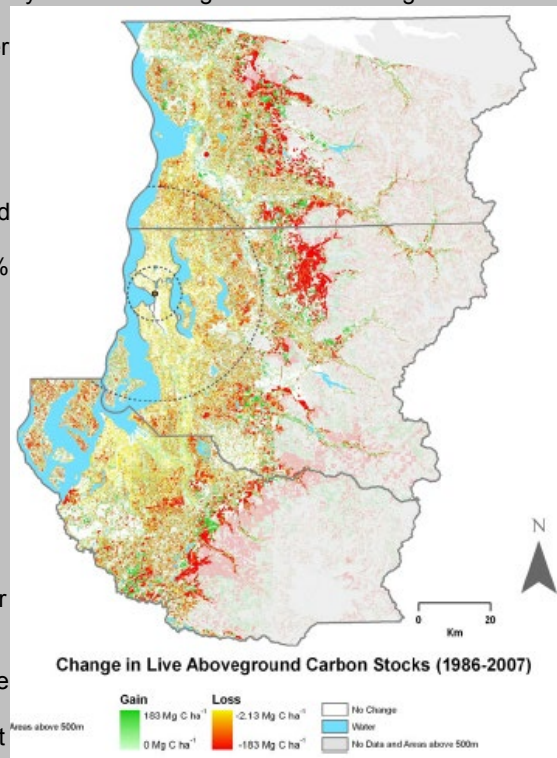 er
d
%
N
0 20
Km
r
Change in Live Aboveground Carbon Stocks (1986-2007)
e
Gain Loss
183 Mg C ha⁻¹ -2.13 Mg C ha⁻¹ No Change
Areas above 500m Water
0 Mg C ha⁻¹ -183 Mg C ha⁻¹ No Data and Areas above 500m
t